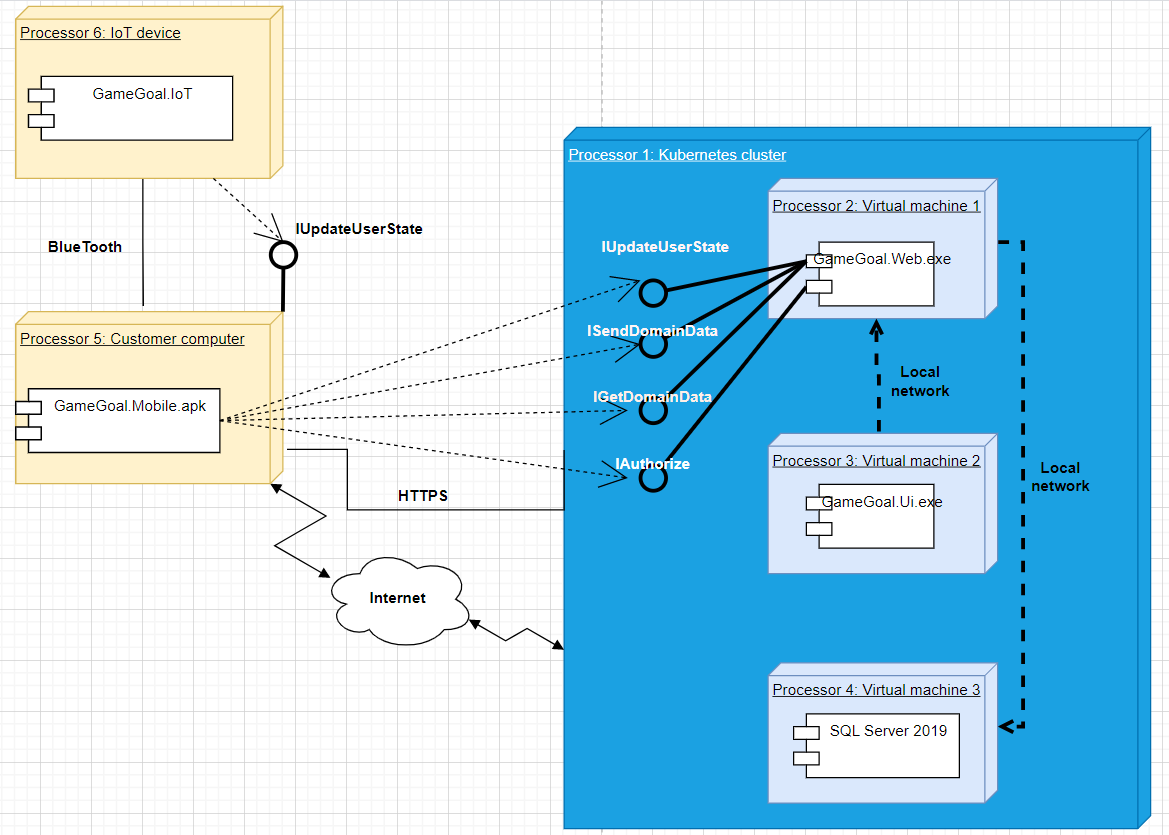 Processor 6: IoT device
GameGoal.IoT
BlueTooth
IUpdateUserState
Processor 5: Customer computer
GameGoal.Mobile.apk
HTTPS
Internet
Processor 1: Kubernetes cluster
IUpdateUserState
ISendDomainData
IGetDomainData
IAuthorize
Processor 2: Virtual machine 1
GameGoal.Web.exe
Local
network
Processor 3: Virtual machine 2
GameGoal.Ui.exe
Local
network
Processor 4: Virtual machine 3
SQL Server 2019